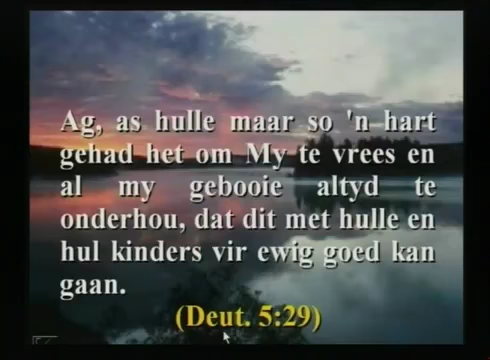 Ag, as hulle maar so 'n hart
gehad het om My te vrees en
al my gebooie altyd te
onderhou, dat dit met hulle en
hul kinders vir ewig goed kan
gaan.
(Deut. 5:29)